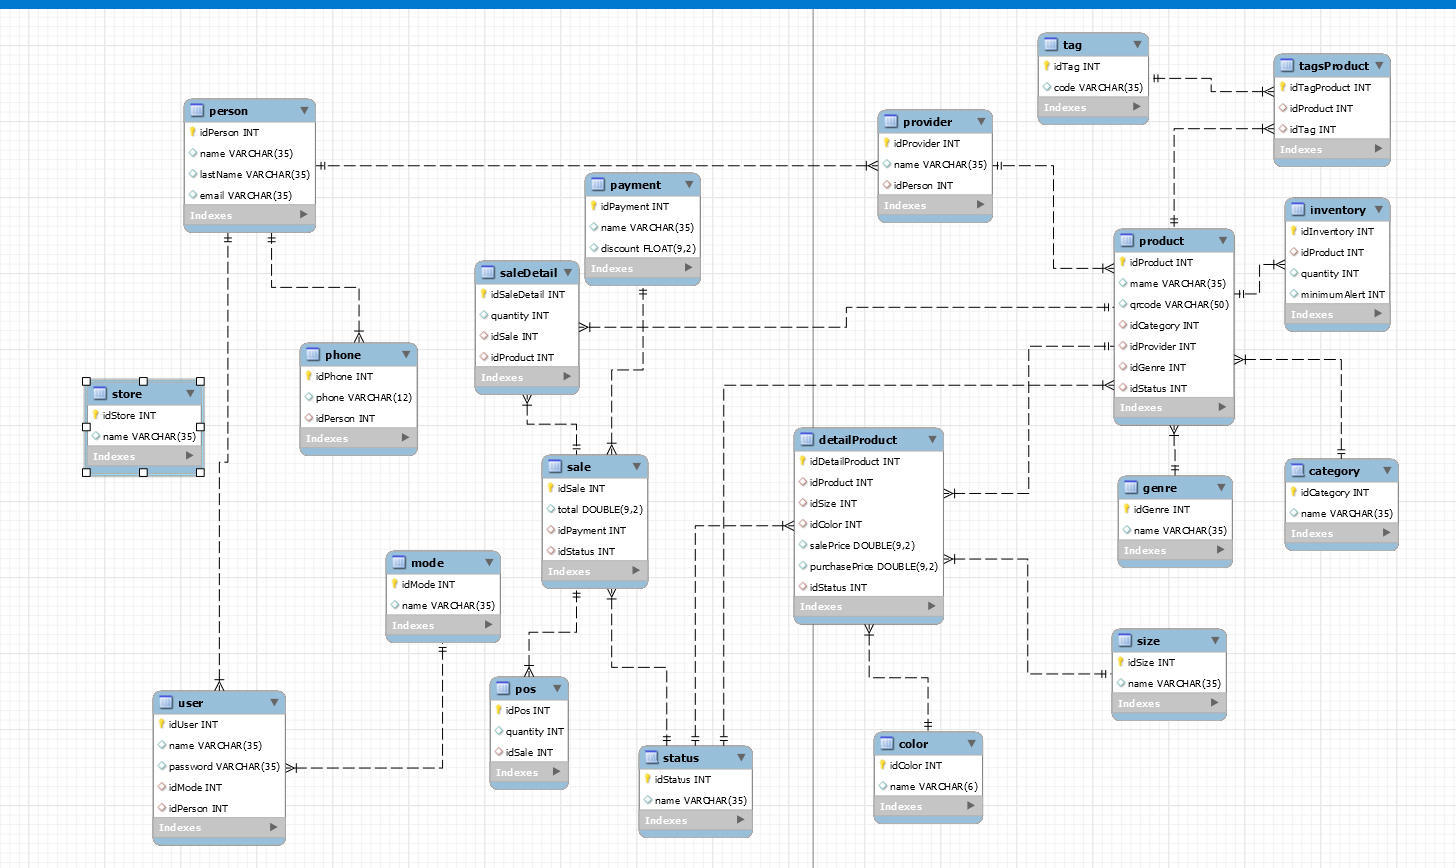 tag
idTag INT
code VARCHAR(35)
Indexes
tagsProduct
idTagProduct INT
idProduct INT
idTag INT
Indexes
person
idPerson INT
name VARCHAR(35)
lastName VARCHAR(35)
email VARCHAR(35)
Indexes
provider
idProvider INT
name VARCHAR(35)
idPerson INT
Indexes
payment
idPayment INT
name VARCHAR(35)
discount FLOAT(9,2)
Indexes
inventory
idInventory INT
idProduct INT
quantity INT
minimumAlert INT
Indexes
product
idProduct INT
mame VARCHAR(35)
qrcode VARCHAR(50)
idCategory INT
idProvider INT
idGenre INT
idStatus INT
Indexes
saleDetail
idSaleDetail INT
quantity INT
idSale INT
idProduct INT
Indexes
phone
idPhone INT
phone VARCHAR(12)
idPerson INT
Indexes
store
idStore INT
name VARCHAR(35)
Indexes
detailProduct
idDetailProduct INT
idProduct INT
idSize INT
idColor INT
salePrice DOUBLE(9,2)
purchasePrice DOUBLE(9,2)
idStatus INT
Indexes
sale
idSale INT
total DOUBLE(9,2)
idPayment INT
idStatus INT
Indexes
category
idCategory INT
name VARCHAR(35)
Indexes
genre
idGenre INT
name VARCHAR(35)
Indexes
mode
idMode INT
name VARCHAR(35)
Indexes
size
idSize INT
name VARCHAR(35)
Indexes
user
idUser INT
name VARCHAR(35)
password VARCHAR(35)
idMode INT
idPerson INT
Indexes
pos
idPos INT
quantity INT
idSale INT
Indexes
status
idStatus INT
name VARCHAR(35)
Indexes
color
idColor INT
name VARCHAR(6)
Indexes